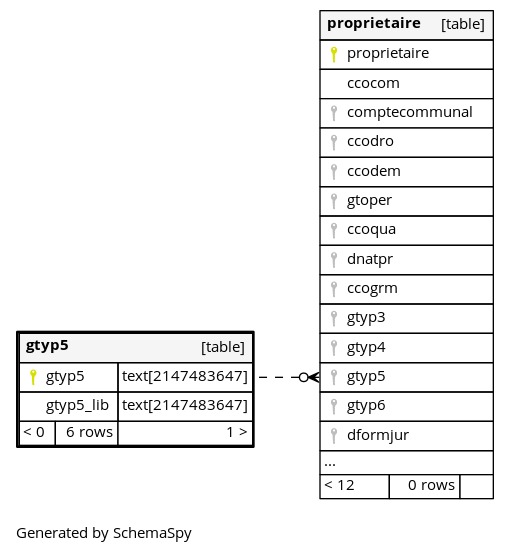 proprietaire [table]
proprietaire
ccocom
comptecommunal
ccodro
ccodem
gtoper
ccoqua
dnatpr
ccogrm
gtyp3
gtyp4
gtyp5
gtyp6
dformjur
...
< 12 0 rows
gtyp5 [table]
gtyp5 text[2147483647]
gtyp5_lib text[2147483647]
< 0 6 rows 1 >
Generated by SchemaSpy